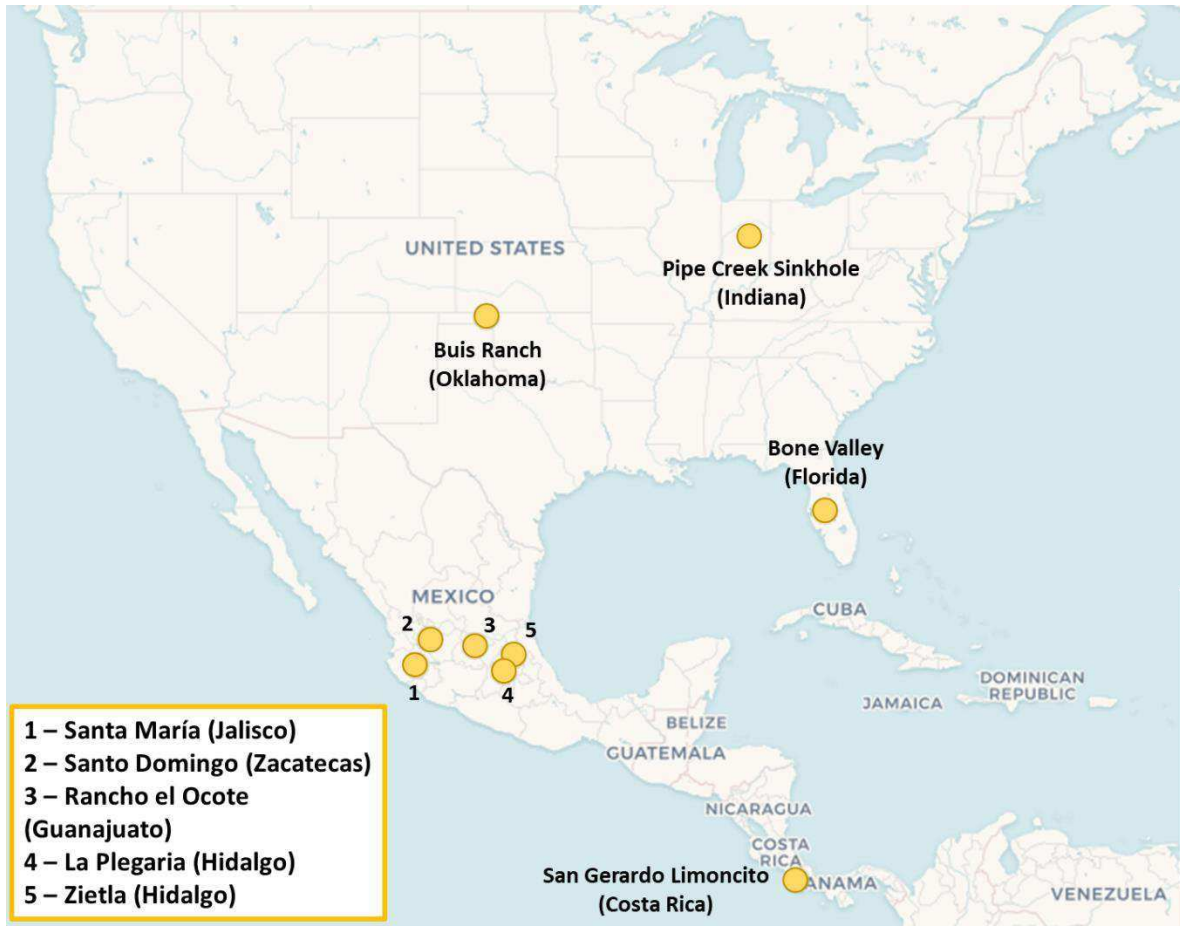 UNITED STATES
Pipe Creek Sinkhole
(Indiana)
Buis Ranch
(Oklahoma)
Bone Valley
(Florida)
MEXICO
2
3
5
1
4
CUBA
DOMINICAN
REPUBLIC
JAMAICA
BELIZE
GUATEMALA
NICARAGUA
COSTA
RICA
PANAMA
San Gerardo Limoncito
(Costa Rica)
VENEZUELA
1 – Santa María (Jalisco)
2 – Santo Domingo (Zacatecas)
3 – Rancho el Ocote
(Guanajuato)
4 – La Plegaria (Hidalgo)
5 – Zietla (Hidalgo)